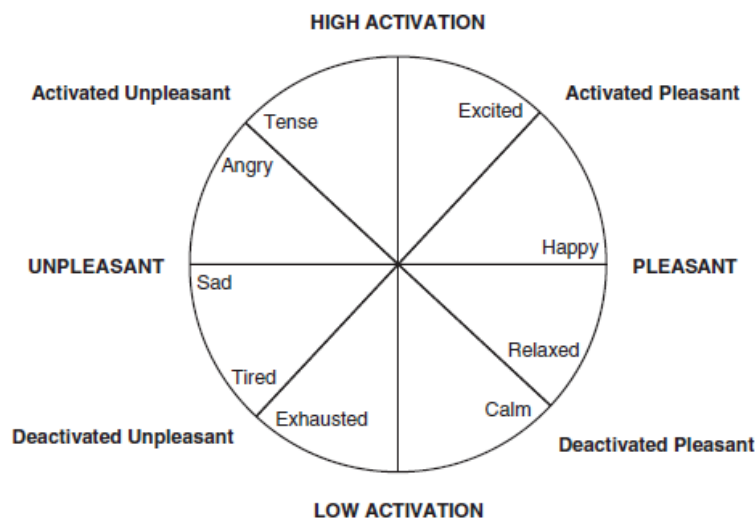 HIGH ACTIVATION
Activated Unpleasant
Activated Pleasant
Tense
Excited
Angry
Happy
UNPLEASANT
PLEASANT
Sad
Relaxed
Tired
Calm
Exhausted
Deactivated Unpleasant
Deactivated Pleasant
LOW ACTIVATION